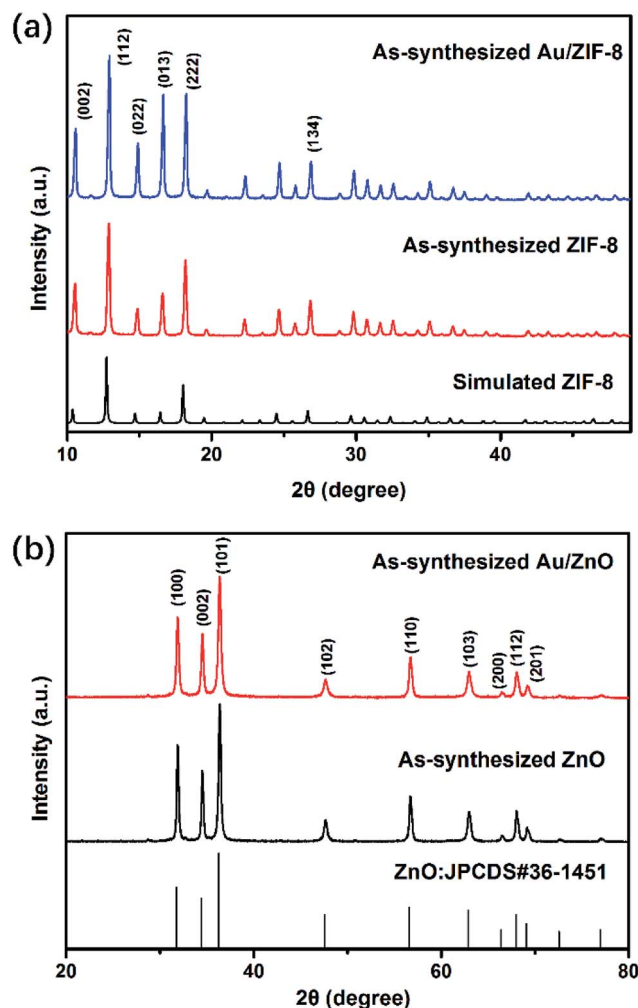 (a)
As-synthesized Au/ZIF-8
(002)
(112)
(022)
(013)
(222)
(134)
As-synthesized ZIF-8
Simulated ZIF-8
Intensity (a.u.)
10 20 30 40
2θ (degree)
(b)
As-synthesized Au/ZnO
(100)
(002)
(101)
(102)
(110)
(103)
(200)
(112)
(201)
As-synthesized ZnO
ZnO:JPCDS#36-1451
Intensity (a.u.)
20 40 60 80
2θ (degree)